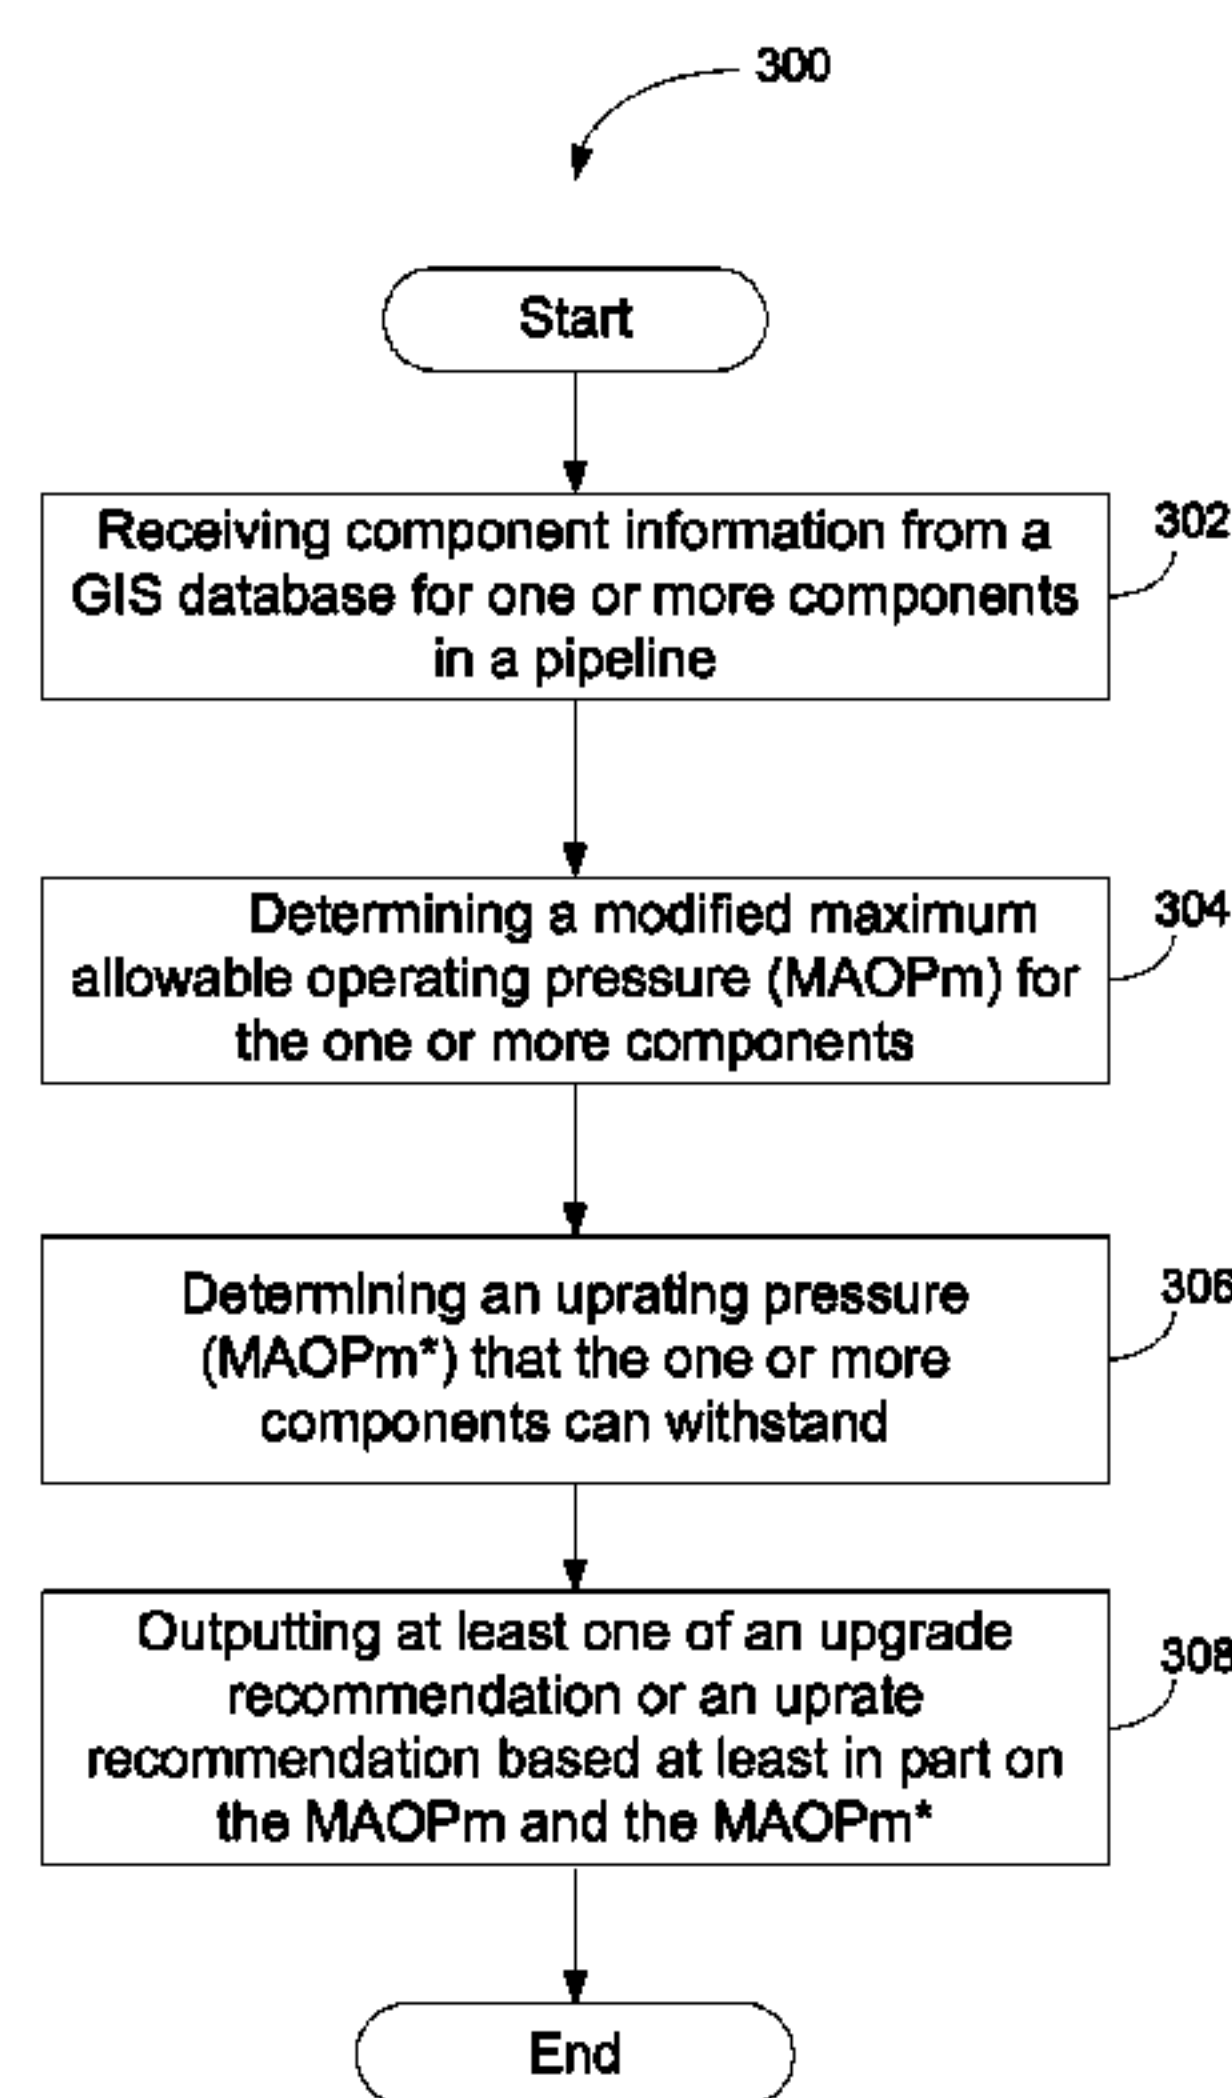 300
Start
Receiving component information from a
GIS database for one or more components
in a pipeline
302
Determining a modified maximum
allowable operating pressure (MAOPm) for
the one or more components
304
Determining an uprating pressure
(MAOPm*) that the one or more
components can withstand
306
Outputting at least one of an upgrade
recommendation or an uprate
recommendation based at least in part on
the MAOPm and the MAOPm*
308
End